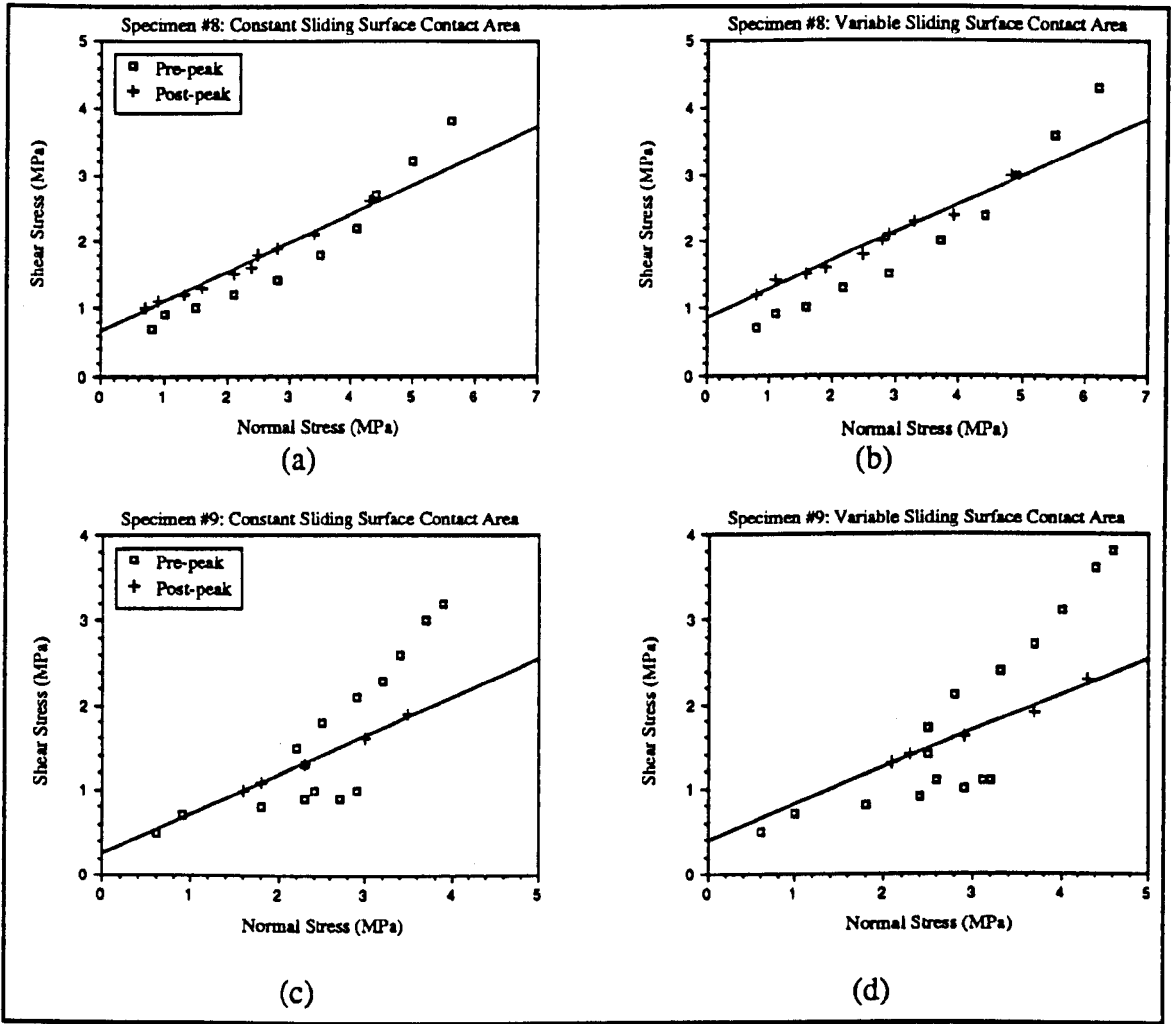 Specimen #8: Constant Sliding Surface Contact Area
5
4
3
2
1
0
Shear Stress (MPa)
Pre-peak
Post-peak
0 1 2 3 4 5 6 7
Normal Stress (MPa)
(a)
Specimen #8: Variable Sliding Surface Contact Area
5
4
3
2
1
0
Shear Stress (MPa)
0 1 2 3 4 5 6 7
Normal Stress (MPa)
(b)
Specimen #9: Constant Sliding Surface Contact Area
4
3
2
1
0
Shear Stress (MPa)
Pre-peak
Post-peak
0 1 2 3 4 5
Normal Stress (MPa)
(c)
Specimen #9: Variable Sliding Surface Contact Area
4
3
2
1
0
Shear Stress (MPa)
0 1 2 3 4 5
Normal Stress (MPa)
(d)